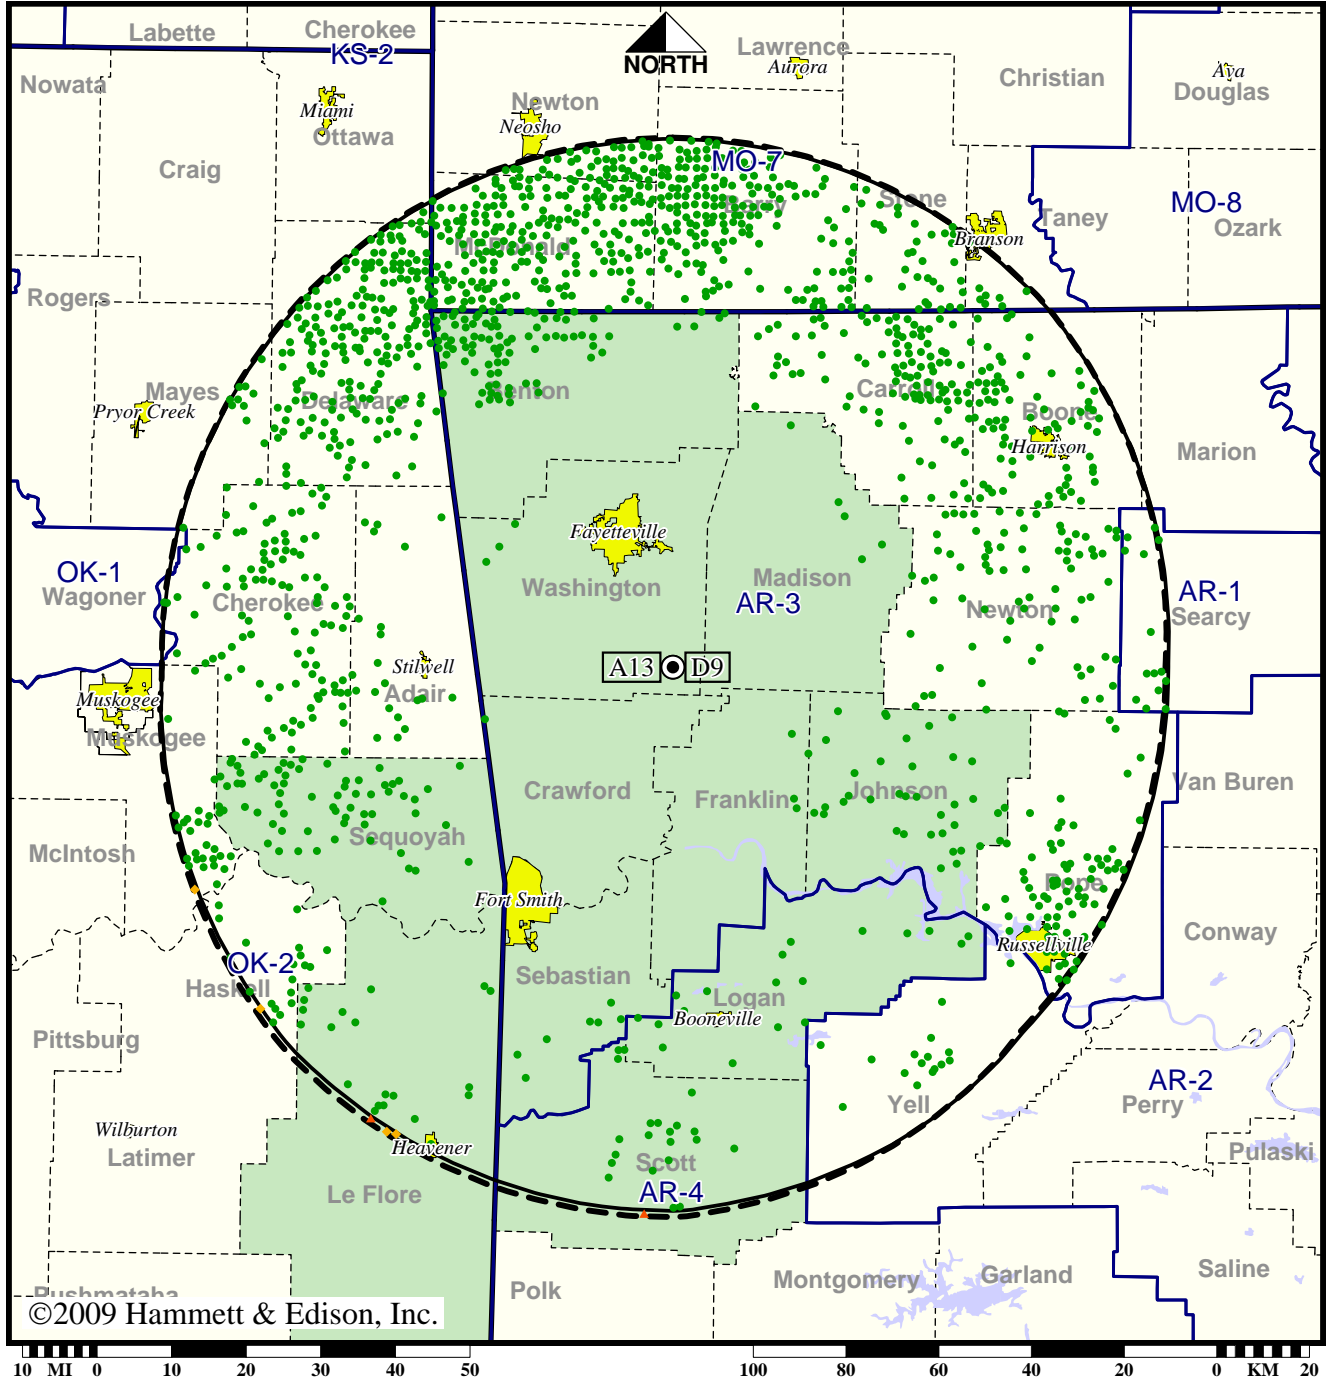 Labette
Cherokee
KS-2
Lawrence
Aurora
NORTH
Christian
Ava
Douglas
Nowata
Miami
Ottawa
Newton
Neosho
MO-7
Craig
Barry
Stone
Taney
MO-8
Ozark
McDonald
Branson
Rogers
Mayes
Pryor Creek
Delaware
Benton
Carroll
Boone
Harrison
Marion
Fayetteville
OK-1
Wagoner
Cherokee
Washington
Madison
AR-3
Newton
AR-1
Searcy
Stilwell
Adair
A13
D9
Muskogee
Muskogee
Crawford
Franklin
Johnson
Van Buren
McIntosh
Sequoyah
Pope
Fort Smith
Conway
Russellville
OK-2
Haskell
Sebastian
Logan
Booneville
Pittsburg
AR-2
Perry
Yell
Wilburton
Latimer
Heavener
Scott
Pulaski
Le Flore
AR-4
Polk
Montgomery
Garland
Saline
Pushmataha
©2009 Hammett & Edison, Inc.
10 MI 0 10 20 30 40 50 100 80 60 40 20 0 KM 20